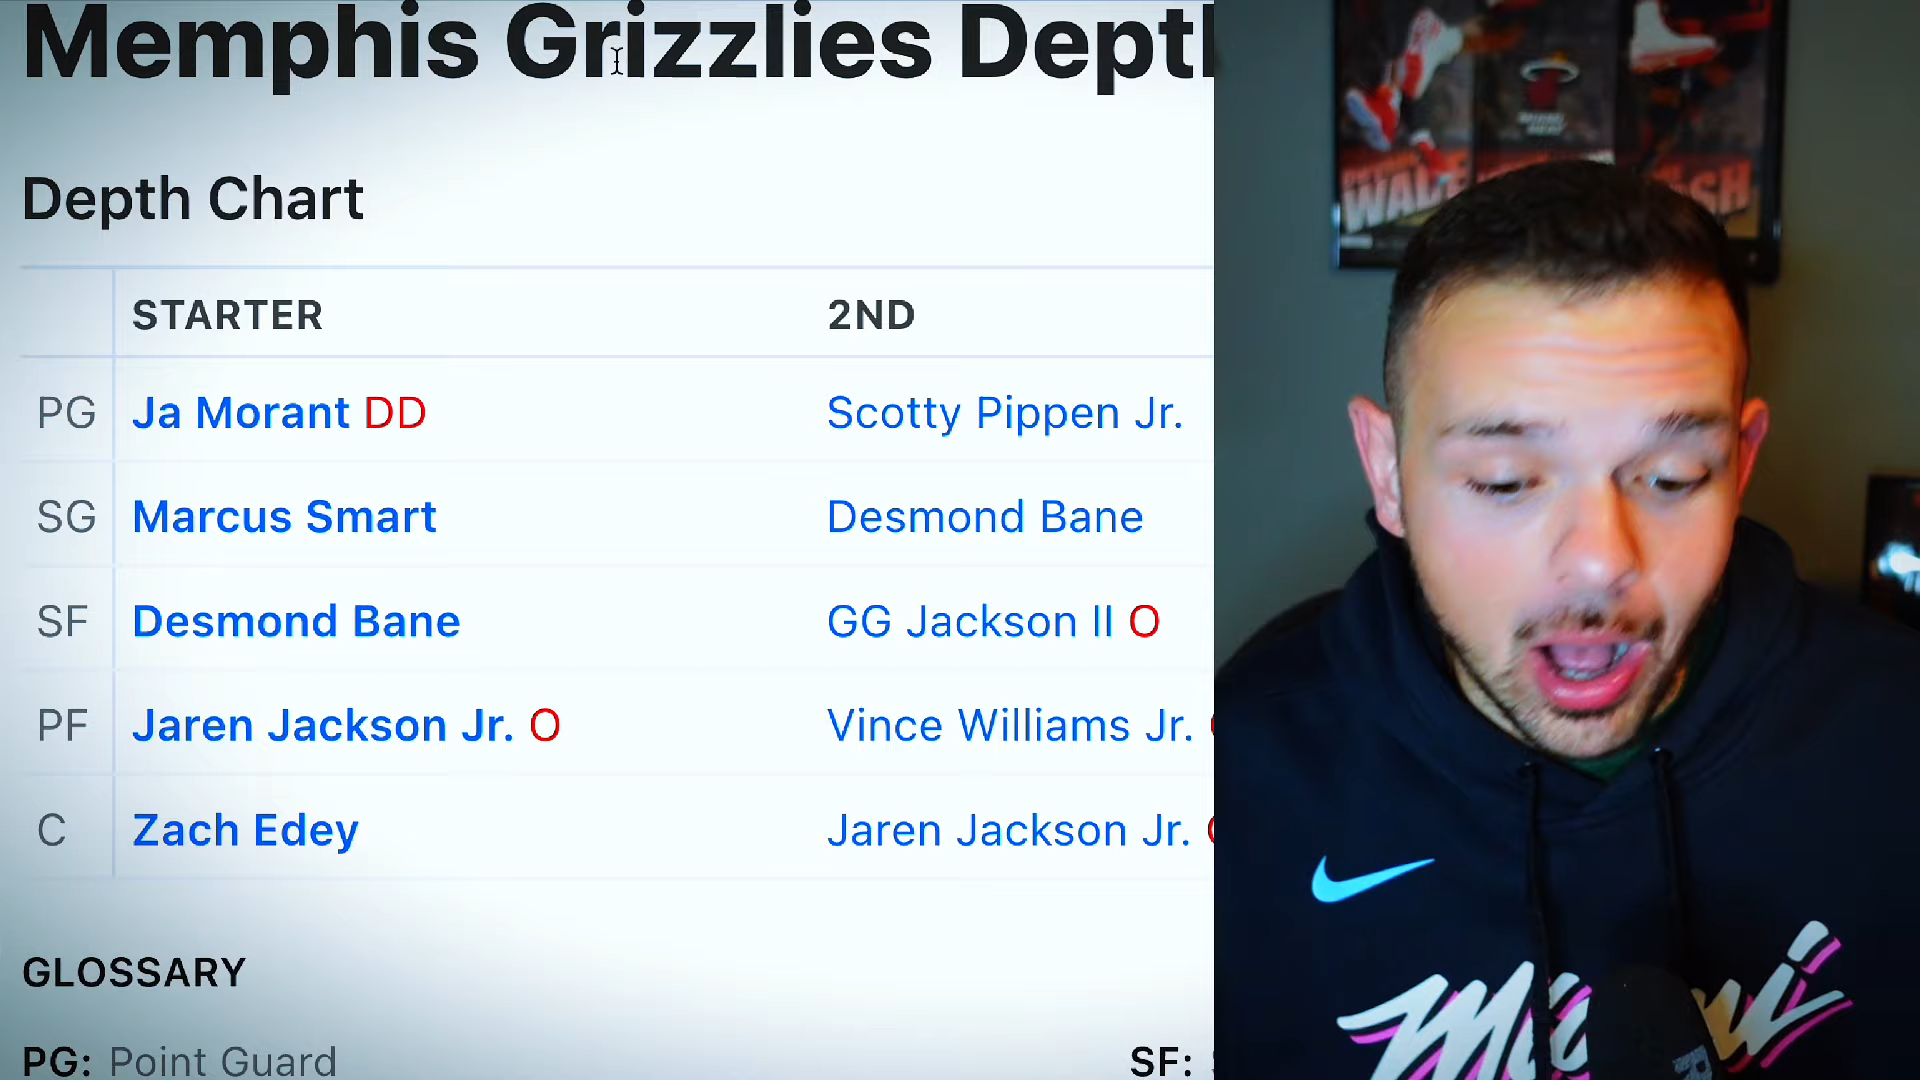 Memphis Grizzlies Dept
Depth Chart
STARTER 2ND
PG Ja Morant DD Scotty Pippen Jr.
SG Marcus Smart Desmond Bane
SF Desmond Bane GG Jackson II O
PF Jaren Jackson Jr. O Vince Williams Jr.
C Zach Edey Jaren Jackson Jr.
GLOSSARY
PG: Point Guard SF:
WADE
Miami